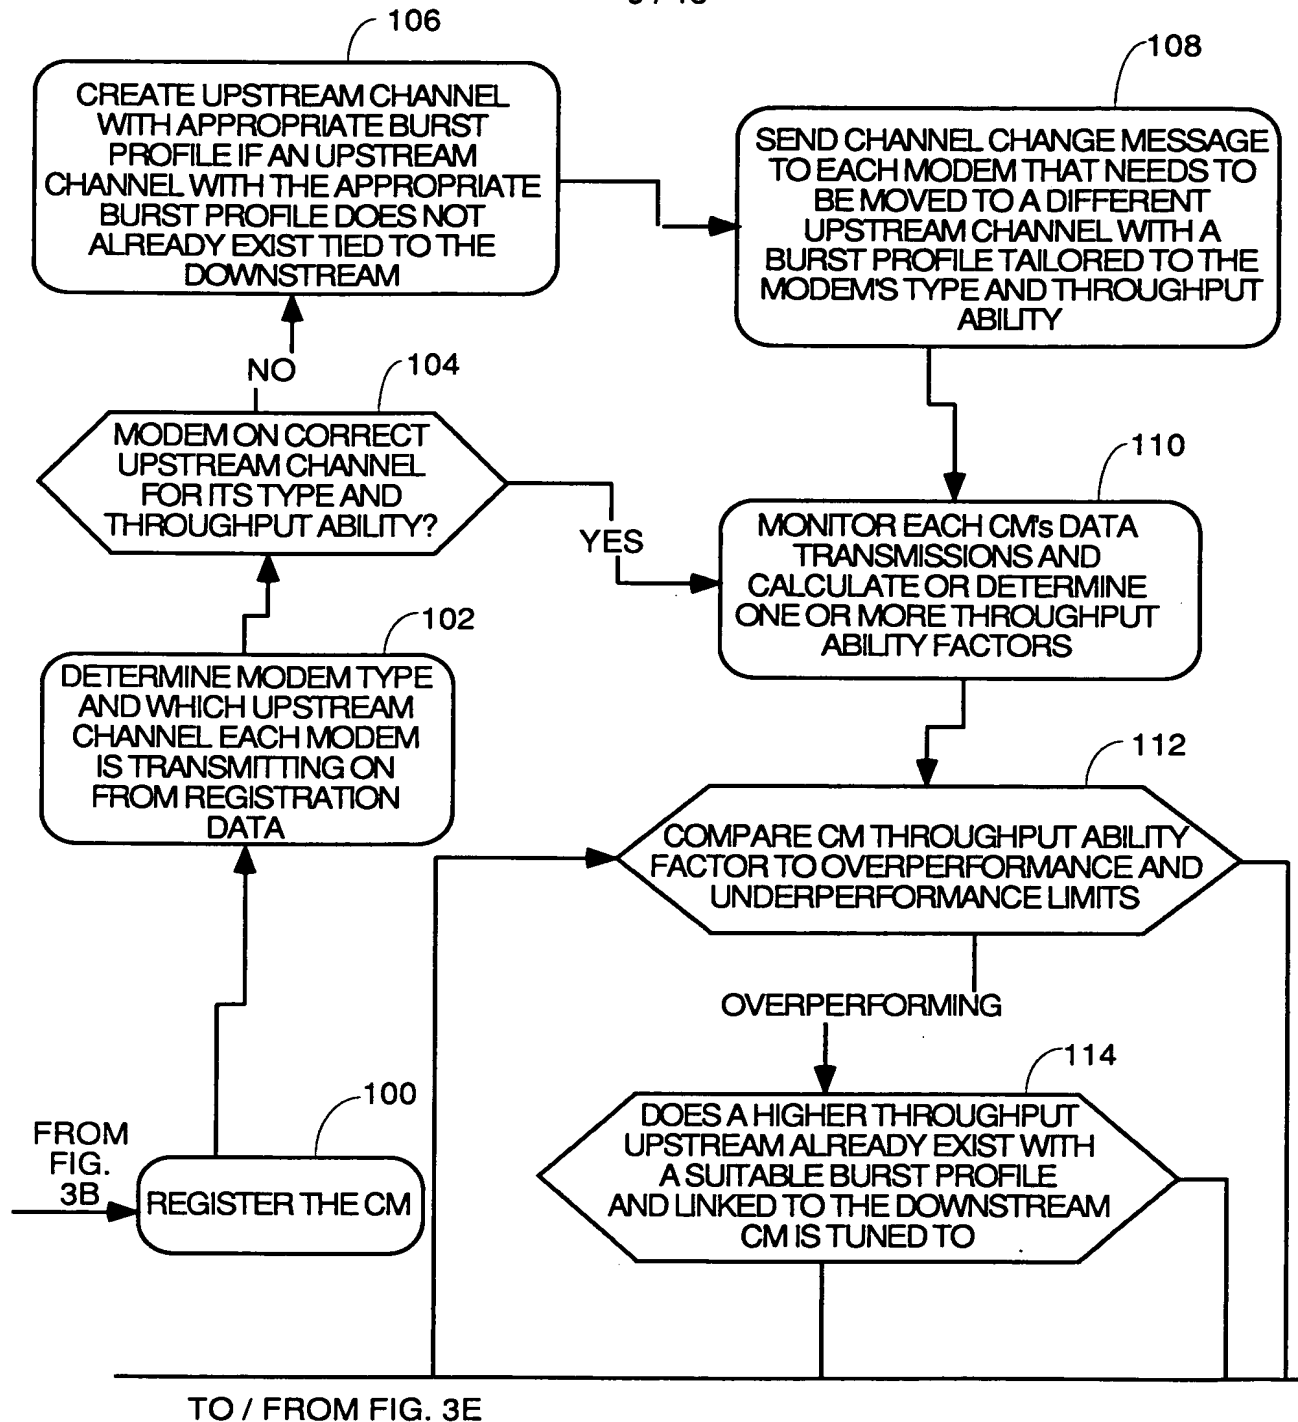 106
CREATE UPSTREAM CHANNEL
WITH APPROPRIATE BURST
PROFILE IF AN UPSTREAM
CHANNEL WITH THE APPROPRIATE
BURST PROFILE DOES NOT
ALREADY EXIST TIED TO THE
DOWNSTREAM
108
SEND CHANNEL CHANGE MESSAGE
TO EACH MODEM THAT NEEDS TO
BE MOVED TO A DIFFERENT
UPSTREAM CHANNEL WITH A
BURST PROFILE TAILORED TO THE
MODEM'S TYPE AND THROUGHPUT
ABILITY
NO
104
MODEM ON CORRECT
UPSTREAM CHANNEL
FOR ITS TYPE AND
THROUGHPUT ABILITY?
YES
110
MONITOR EACH CM's DATA
TRANSMISSIONS AND
CALCULATE OR DETERMINE
ONE OR MORE THROUGHPUT
ABILITY FACTORS
102
DETERMINE MODEM TYPE
AND WHICH UPSTREAM
CHANNEL EACH MODEM
IS TRANSMITTING ON
FROM REGISTRATION
DATA
112
COMPARE CM THROUGHPUT ABILITY
FACTOR TO OVERPERFORMANCE AND
UNDERPERFORMANCE LIMITS
OVERPERFORMING
114
DOES A HIGHER THROUGHPUT
UPSTREAM ALREADY EXIST WITH
A SUITABLE BURST PROFILE
AND LINKED TO THE DOWNSTREAM
CM IS TUNED TO
100
FROM
FIG.
3B
REGISTER THE CM
TO / FROM FIG. 3E